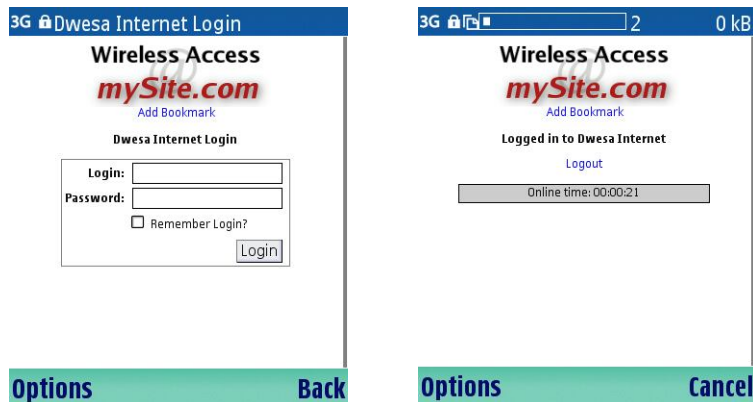 3G Dwesa Internet Login
Wireless Access
@
mySite.com
Add Bookmark
Dwesa Internet Login
Login:
Password:
Remember Login?
Login
Options Back
3G 2 0 kB
Wireless Access
@
mySite.com
Add Bookmark
Logged in to Dwesa Internet
Logout
Online time: 00:00:21
Options Cancel